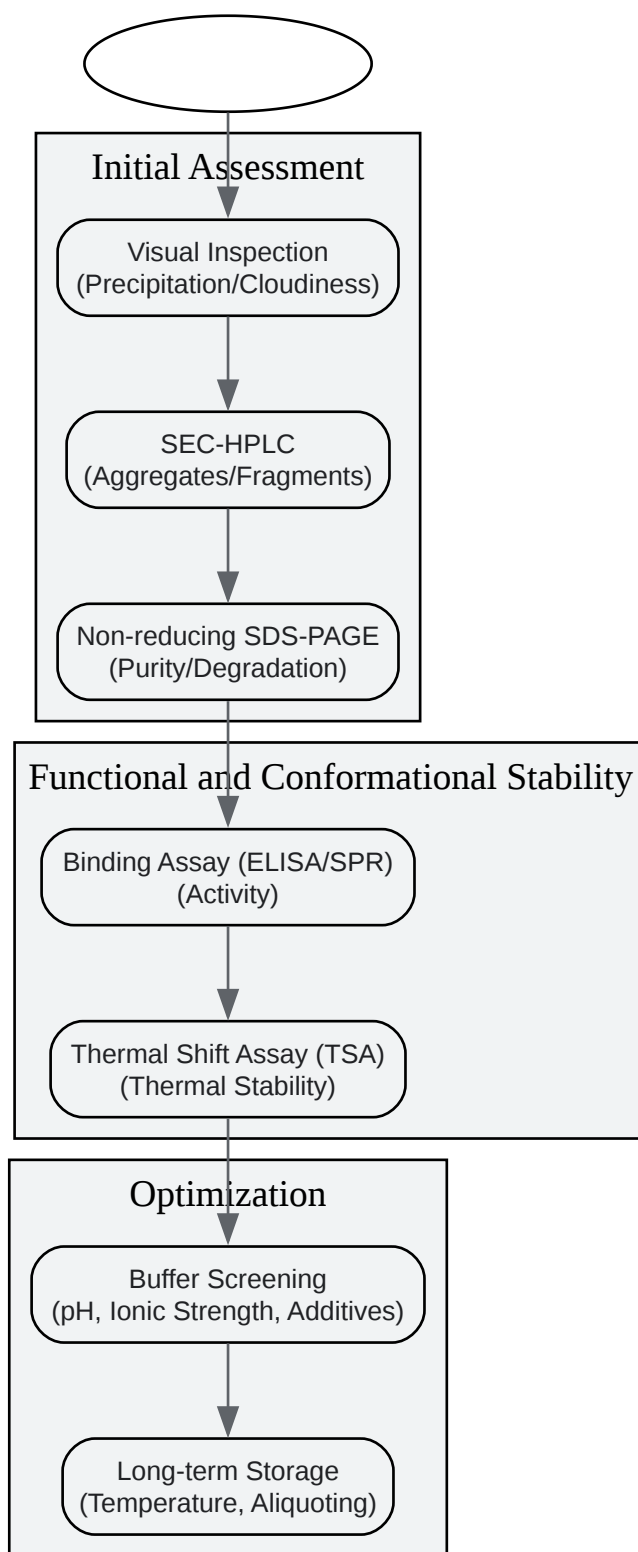 Initial Assessment
Visual Inspection
(Precipitation/Cloudiness)
SEC-HPLC
(Aggregates/Fragments)
Non-reducing SDS-PAGE
(Purity/Degradation)
Functional and Conformational Stability
Binding Assay (ELISA/SPR)
(Activity)
Thermal Shift Assay (TSA)
(Thermal Stability)
Optimization
Buffer Screening
(pH, Ionic Strength, Additives)
Long-term Storage
(Temperature, Aliquoting)